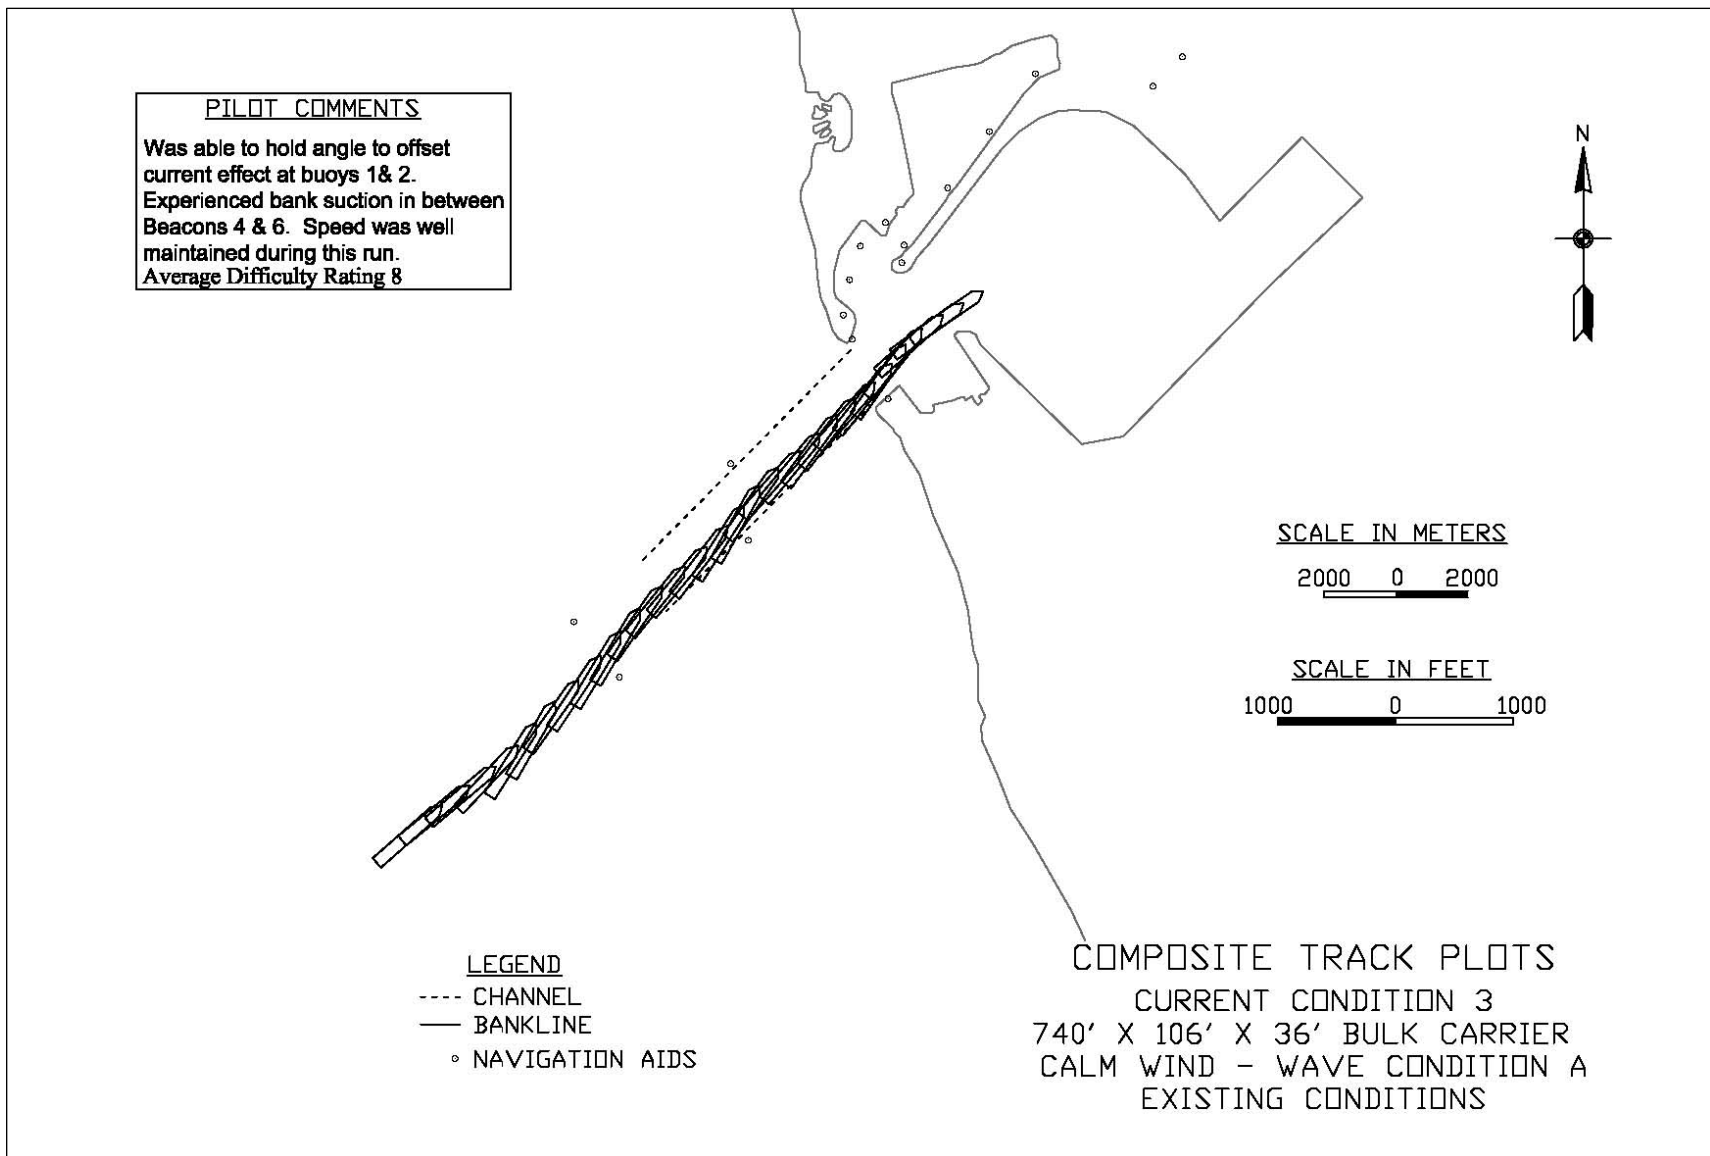 PILOT COMMENTS
Was able to hold angle to offset
current effect at buoys 1& 2.
Experienced bank suction in between
Beacons 4 & 6. Speed was well
maintained during this run.
Average Difficulty Rating 8
N
SCALE IN METERS
2000 0 2000
SCALE IN FEET
1000 0 1000
LEGEND
CHANNEL
BANKLINE
NAVIGATION AIDS
COMPOSITE TRACK PLOTS
CURRENT CONDITION 3
740' X 106' X 36' BULK CARRIER
CALM WIND - WAVE CONDITION A
EXISTING CONDITIONS